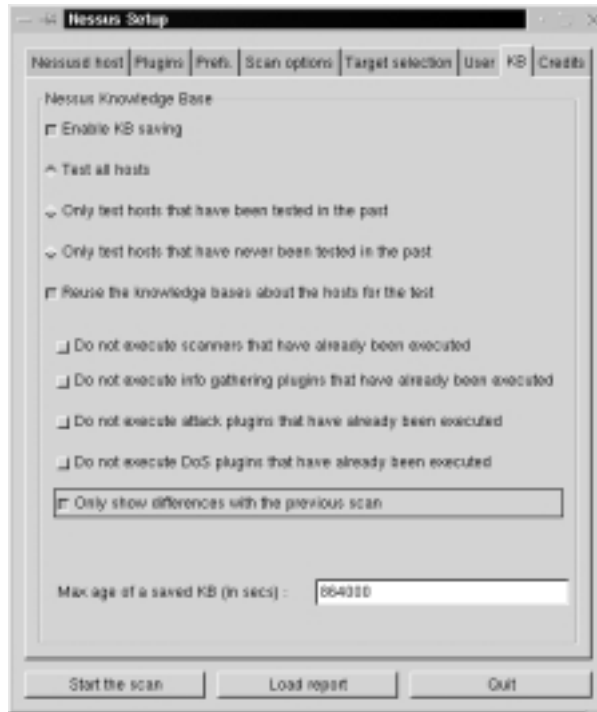 Nessus Setup
Nessusd host Plugins Prefs. Scan options Target selection User KB Credits
Nessus Knowledge Base
Enable KB saving
Test all hosts
Only test hosts that have been tested in the past
Only test hosts that have never been tested in the past
Reuse the knowledge bases about the hosts for the test
Do not execute scanners that have already been executed
Do not execute info gathering plugins that have already been executed
Do not execute attack plugins that have already been executed
Do not execute DoS plugins that have already been executed
Only show differences with the previous scan
Max age of a saved KB (in secs) : 864000
Start the scan Load report Quit